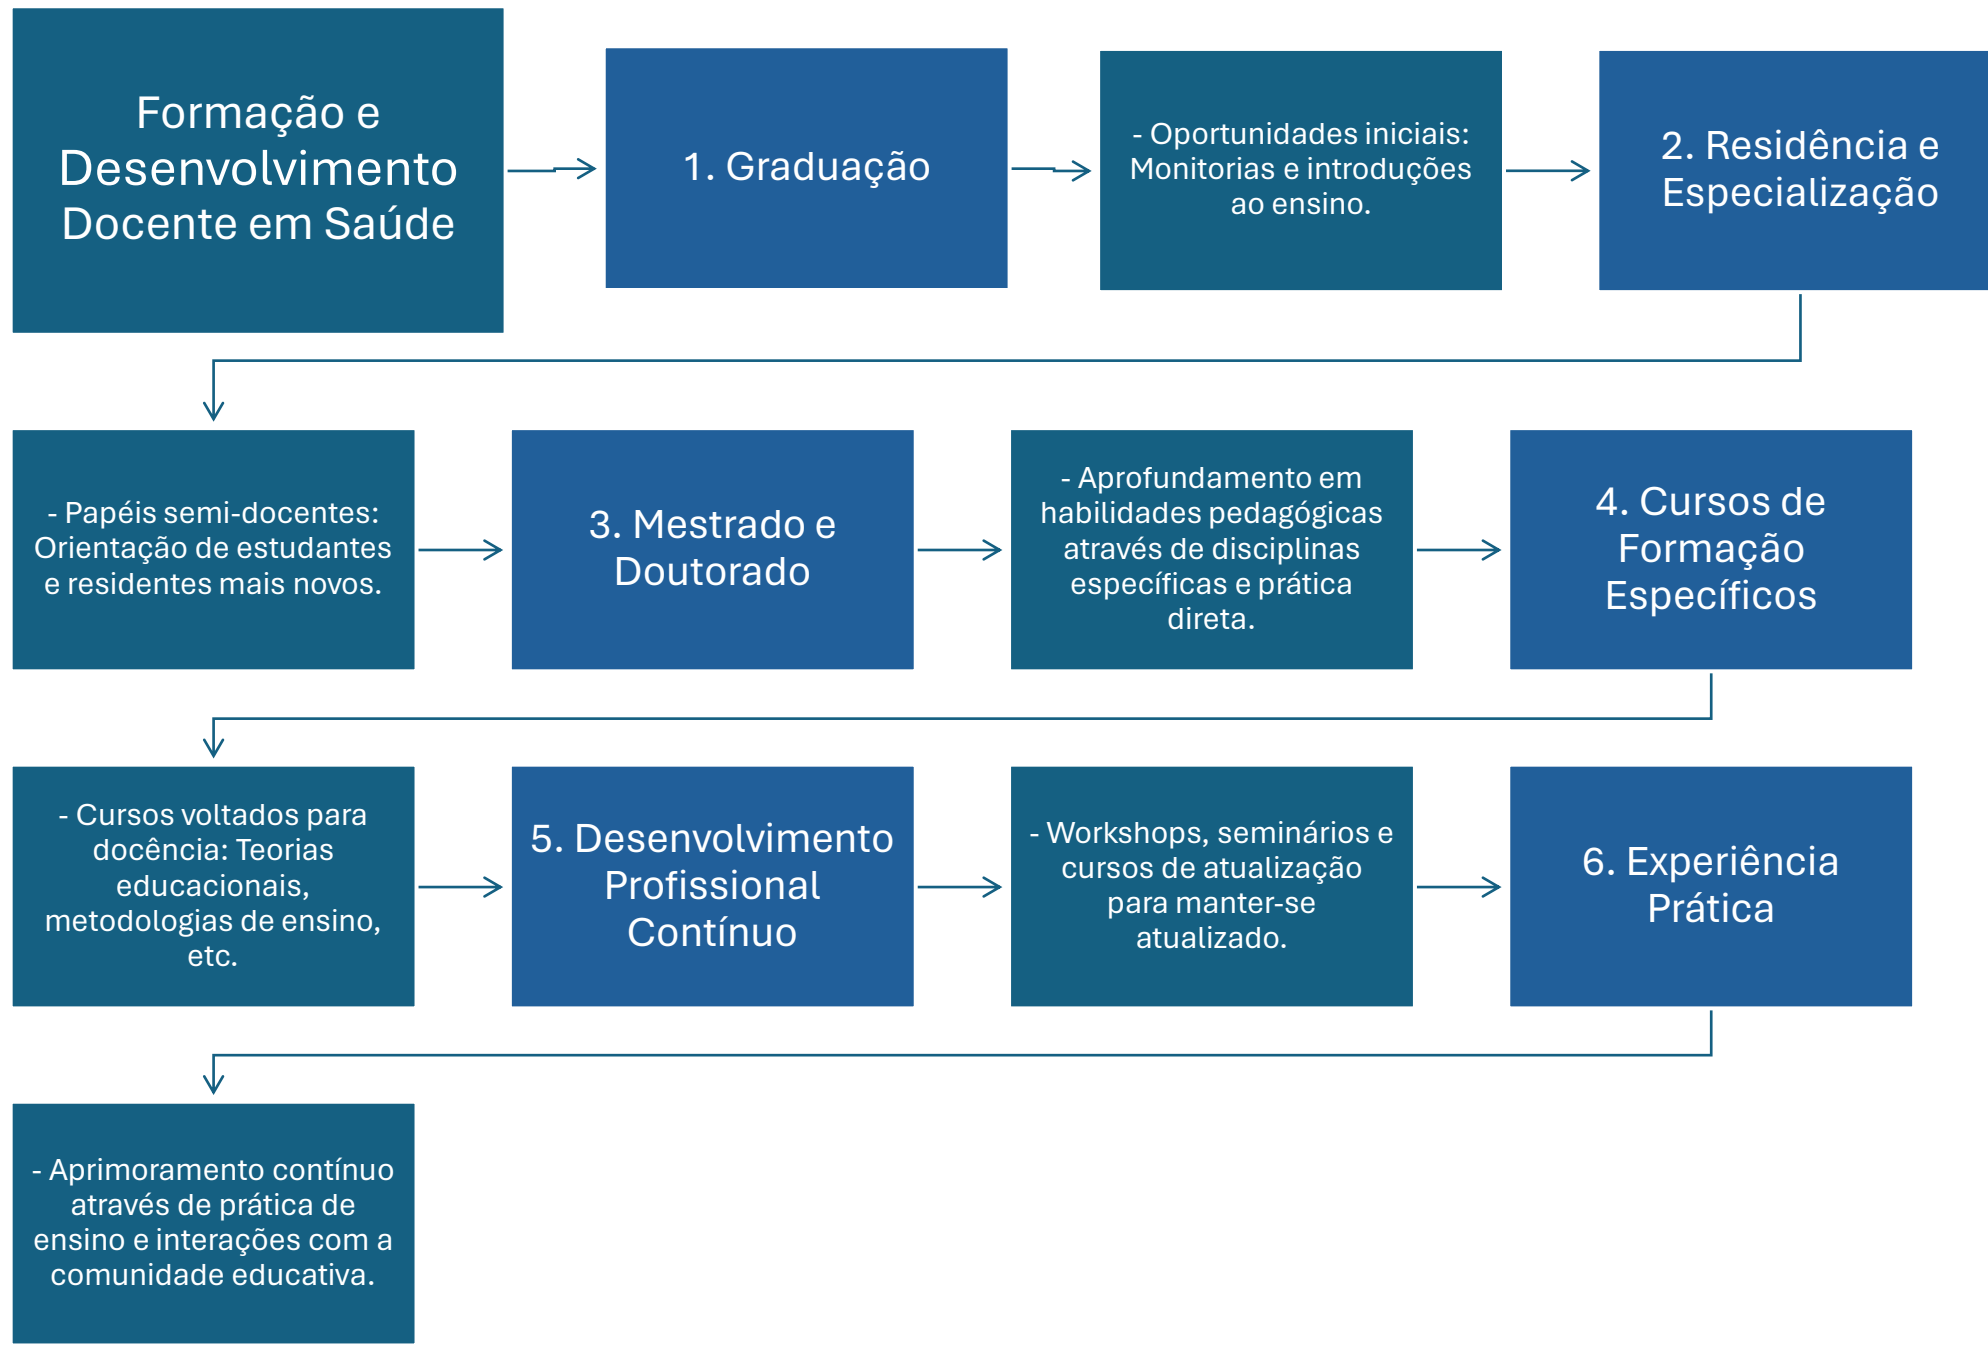 Formação e
Desenvolvimento
Docente em Saúde
1. Graduação
- Oportunidades iniciais:
Monitorias e introduções
ao ensino.
2. Residência e
Especialização
- Papéis semi-docentes:
Orientação de estudantes
e residentes mais novos.
3. Mestrado e
Doutorado
- Aprofundamento em
habilidades pedagógicas
através de disciplinas
específicas e prática
direta.
4. Cursos de
Formação
Específicos
- Cursos voltados para
docência: Teorias
educacionais,
metodologias de ensino,
etc.
5. Desenvolvimento
Profissional
Contínuo
- Workshops, seminários e
cursos de atualização
para manter-se
atualizado.
6. Experiência
Prática
- Aprimoramento contínuo
através de prática de
ensino e interações com a
comunidade educativa.